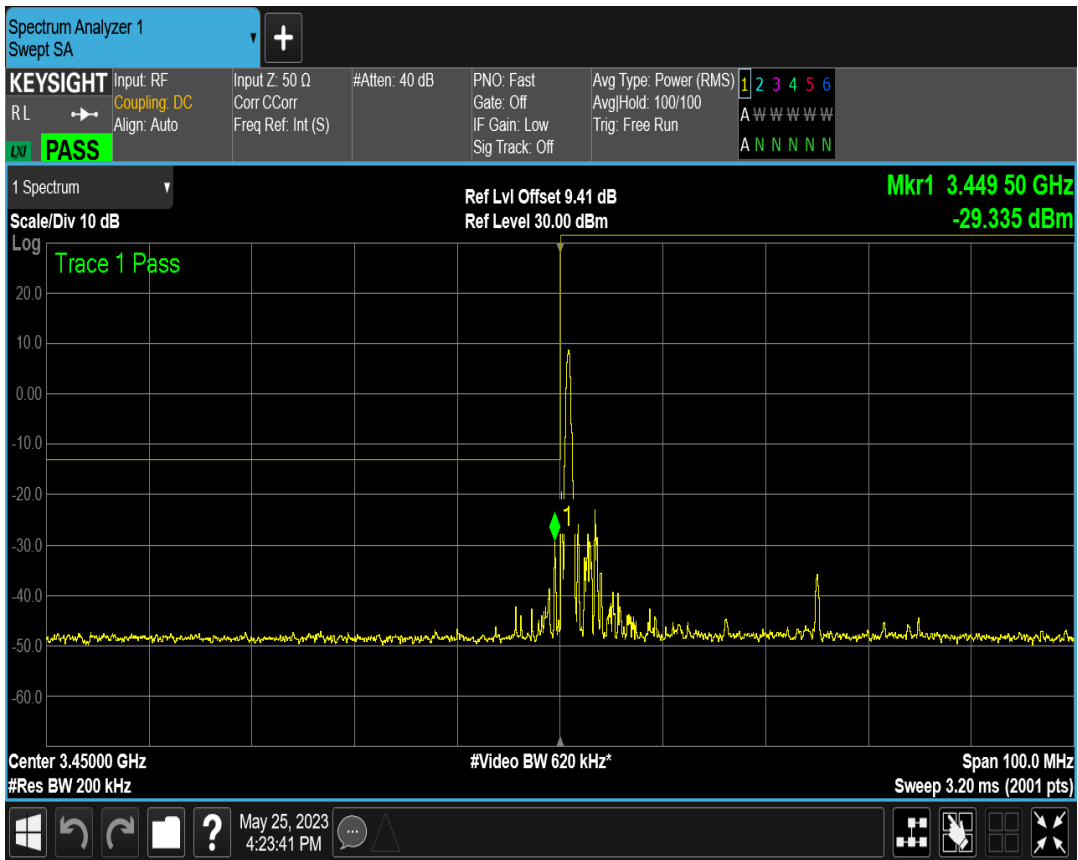 Spectrum Analyzer 1
Swept SA
+
KEYSIGHT Input: RF Input Z: 50 Ω #Atten: 40 dB PNO: Fast Avg Type: Power (RMS) 1 2 3 4 5 6
RL Coupling: DC Corr CCorr Gate: Off Avg|Hold: 100/100 A W W W W W
Align: Auto Freq Ref: Int (S) IF Gain: Low Trig: Free Run
LXI PASS Sig Track: Off A N N N N N
1 Spectrum Ref Lvl Offset 9.41 dB Mkr1 3.449 50 GHz
Scale/Div 10 dB Ref Level 30.00 dBm -29.335 dBm
Log
Trace 1 Pass
20.0
10.0
0.00
-10.0
-20.0
1
-30.0
-40.0
-50.0
-60.0
Center 3.45000 GHz #Video BW 620 kHz* Span 100.0 MHz
#Res BW 200 kHz Sweep 3.20 ms (2001 pts)
? May 25, 2023
4:23:41 PM